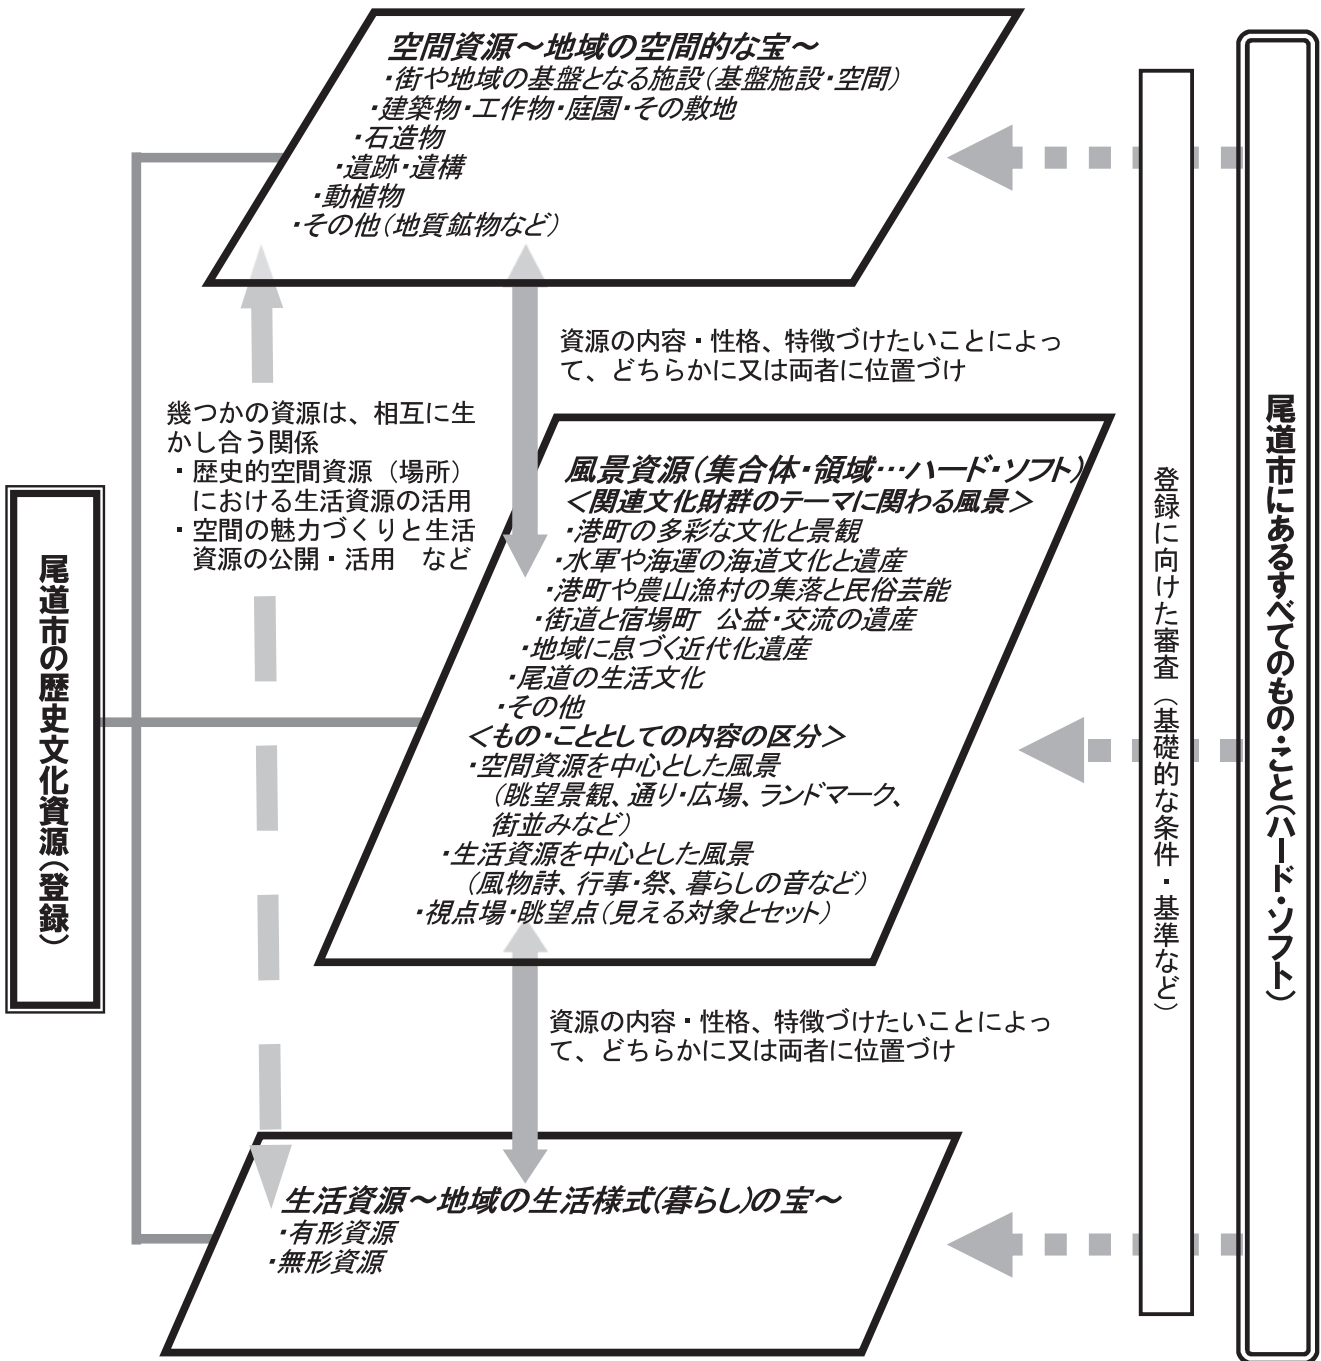 空間資源～地域の空間的な宝～
・街や地域の基盤となる施設(基盤施設・空間)
・建築物・工作物・庭園・その敷地
・石造物
・遺跡・遺構
・動植物
・その他(地質鉱物など)
資源の内容・性格、特徴づけたいことによっ
て、どちらかに又は両者に位置づけ
幾つかの資源は、相互に生
かし合う関係
・歴史的空間資源（場所）
における生活資源の活用
・空間の魅力づくりと生活
資源の公開・活用　など
風景資源(集合体・領域…ハード・ソフト)
＜関連文化財群のテーマに関わる風景＞
・港町の多彩な文化と景観
・水軍や海運の海道文化と遺産
・港町や農山漁村の集落と民俗芸能
・街道と宿場町　公益・交流の遺産
・地域に息づく近代化遺産
・尾道の生活文化
・その他
＜もの・こととしての内容の区分＞
・空間資源を中心とした風景
(眺望景観、通り・広場、ランドマーク、
街並みなど)
・生活資源を中心とした風景
(風物詩、行事・祭、暮らしの音など)
・視点場・眺望点(見える対象とセット)
資源の内容・性格、特徴づけたいことによっ
て、どちらかに又は両者に位置づけ
生活資源～地域の生活様式(暮らし)の宝～
・有形資源
・無形資源
尾道市の歴史文化資源(登録)
登録に向けた審査（基礎的な条件・基準など）
尾道市にあるすべてのもの・こと(ハード・ソフト)